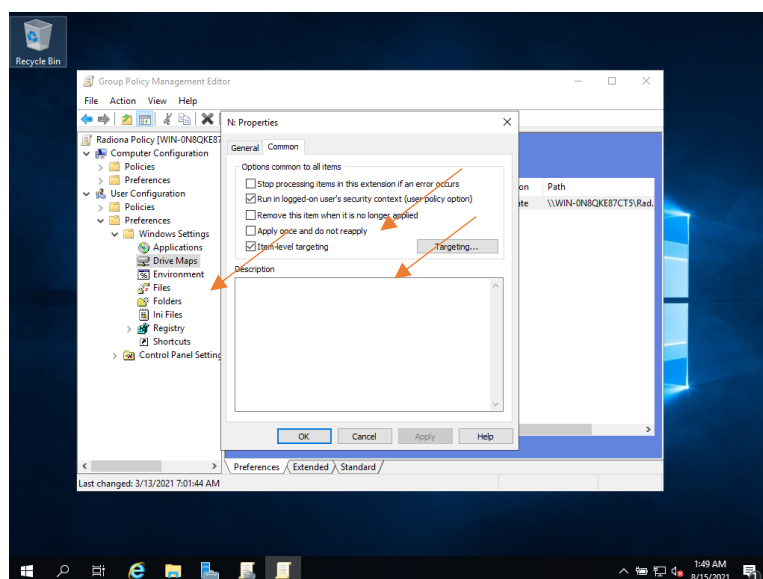 Recycle Bin
Group Policy Management Editor
File Action View Help
Radiona Policy [WIN-0N8QKE87
Computer Configuration
Policies
Preferences
User Configuration
Policies
Preferences
Windows Settings
Applications
Drive Maps
Environment
Files
Folders
Ini Files
Registry
Shortcuts
Control Panel Setting
N: Properties
General Common
Options common to all items
Stop processing items in this extension if an error occurs
Run in logged-on user's security context (user policy option)
Remove this item when it is no longer applied
Apply once and do not reapply
Item-level targeting Targeting...
Description
OK Cancel Apply Help
on Path
ate \\WIN-0N8QKE87CT5\Rad.
Preferences Extended Standard
Last changed: 3/13/2021 7:01:44 AM
1:49 AM
8/15/2021